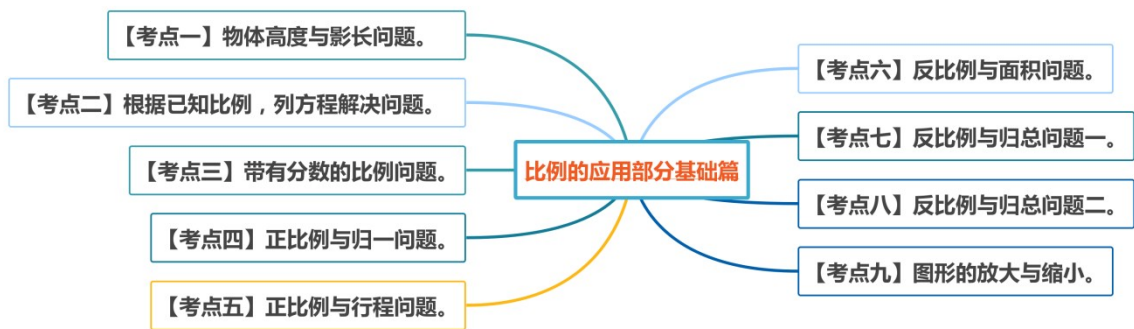 【考点一】物体高度与影长问题。
【考点二】根据已知比例，列方程解决问题。
【考点三】带有分数的比例问题。
【考点四】正比例与归一问题。
【考点五】正比例与行程问题。
比例的应用部分基础篇
【考点六】反比例与面积问题。
【考点七】反比例与归总问题一。
【考点八】反比例与归总问题二。
【考点九】图形的放大与缩小。